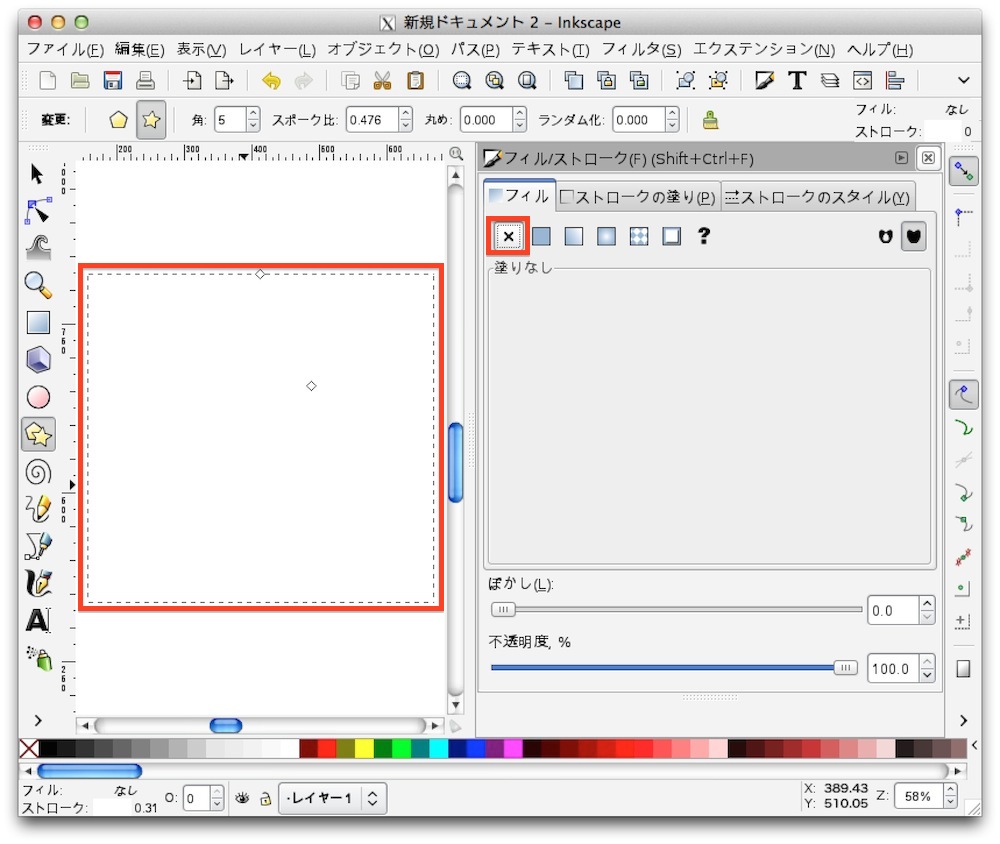 新規ドキュメント 2 – Inkscape
ファイル(F) 編集(E) 表示(V) レイヤー(L) オブジェクト(O) パス(P) テキスト(T) フィルタ(S) エクステンション(N) ヘルプ(H)
変更: 角: 5 スポーク比: 0.476 丸め: 0.000 ランダム化: 0.000
フィル: なし
ストローク: 0
200 300 400 500 600
フィル/ストローク(F) (Shift+Ctrl+F)
フィル ストロークの塗り(P) ストロークのスタイル(Y)
?
塗りなし
ぼかし(L):
0.0
不透明度, %
100.0
フィル: なし
ストローク: 0.31
O: 0
·レイヤー 1
X: 389.43
Y: 510.05
Z: 58%